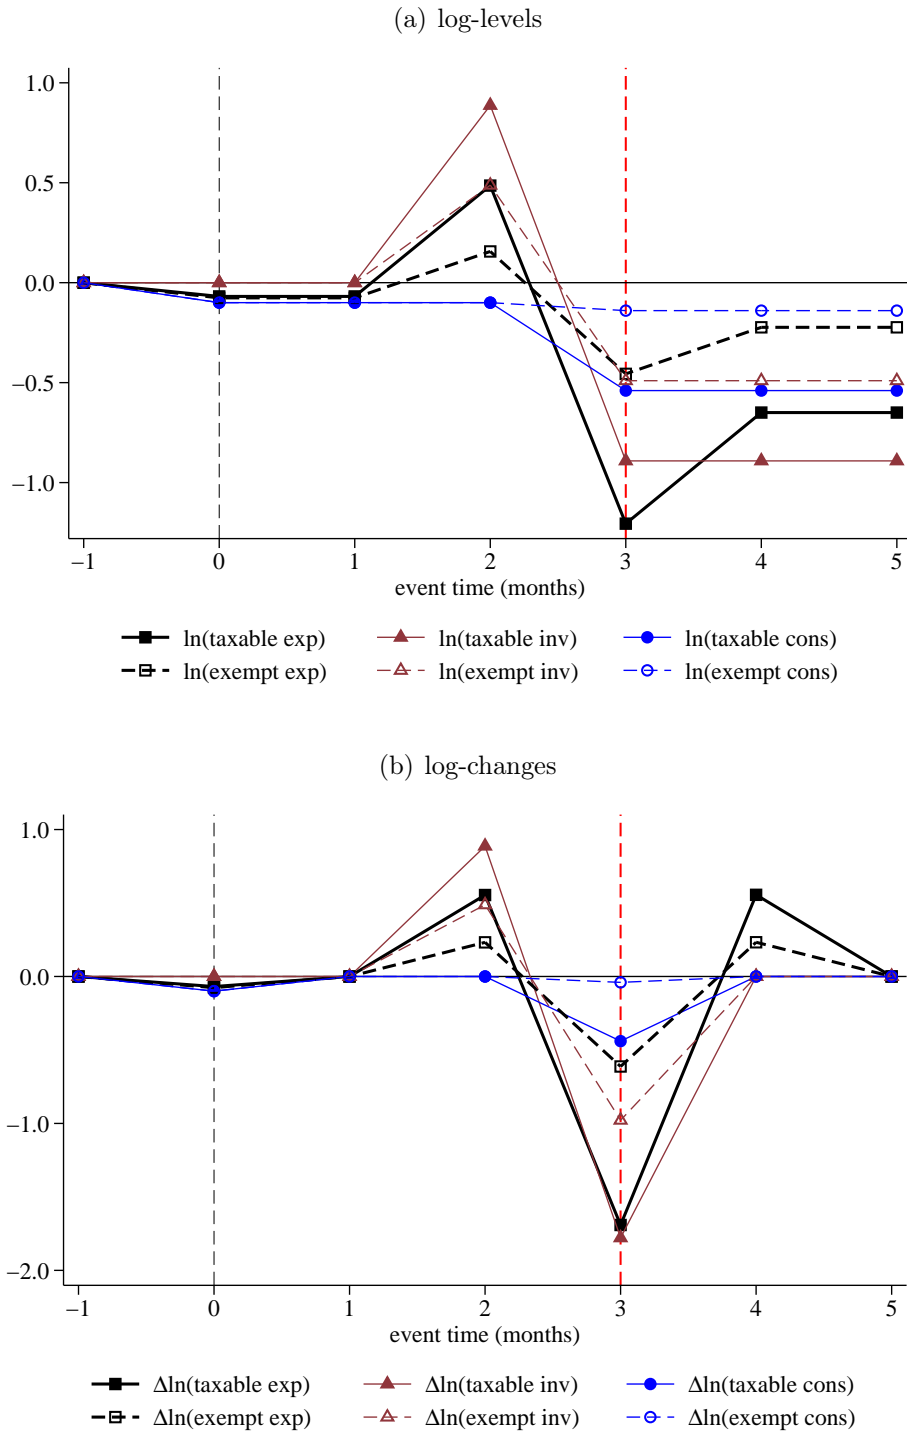 (a) log-levels
1.0
0.5
0.0
−0.5
−1.0
−1 0 1 2 3 4 5
event time (months)
ln(taxable exp) ln(taxable inv) ln(taxable cons)
ln(exempt exp) ln(exempt inv) ln(exempt cons)
(b) log-changes
1.0
0.0
−1.0
−2.0
−1 0 1 2 3 4 5
event time (months)
Δln(taxable exp) Δln(taxable inv) Δln(taxable cons)
Δln(exempt exp) Δln(exempt inv) Δln(exempt cons)